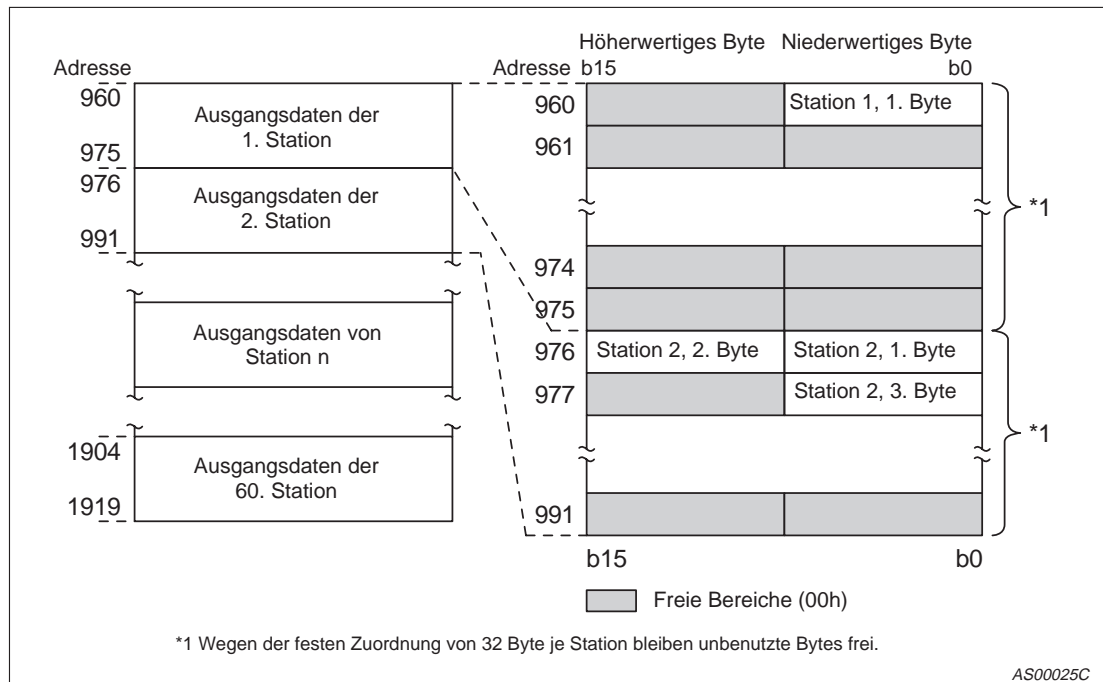 Höherwertiges Byte Niederwertiges Byte
Adresse
Adresse b15 b0
960
Ausgangsdaten der
1. Station
975
976
Ausgangsdaten der
2. Station
991
Ausgangsdaten von
Station n
1904
Ausgangsdaten der
60. Station
1919
960 Station 1, 1. Byte
961
974
975
*1
976 Station 2, 2. Byte Station 2, 1. Byte
977 Station 2, 3. Byte
*1
991
b15 b0
Freie Bereiche (00h)
*1 Wegen der festen Zuordnung von 32 Byte je Station bleiben unbenutzte Bytes frei.
AS00025C